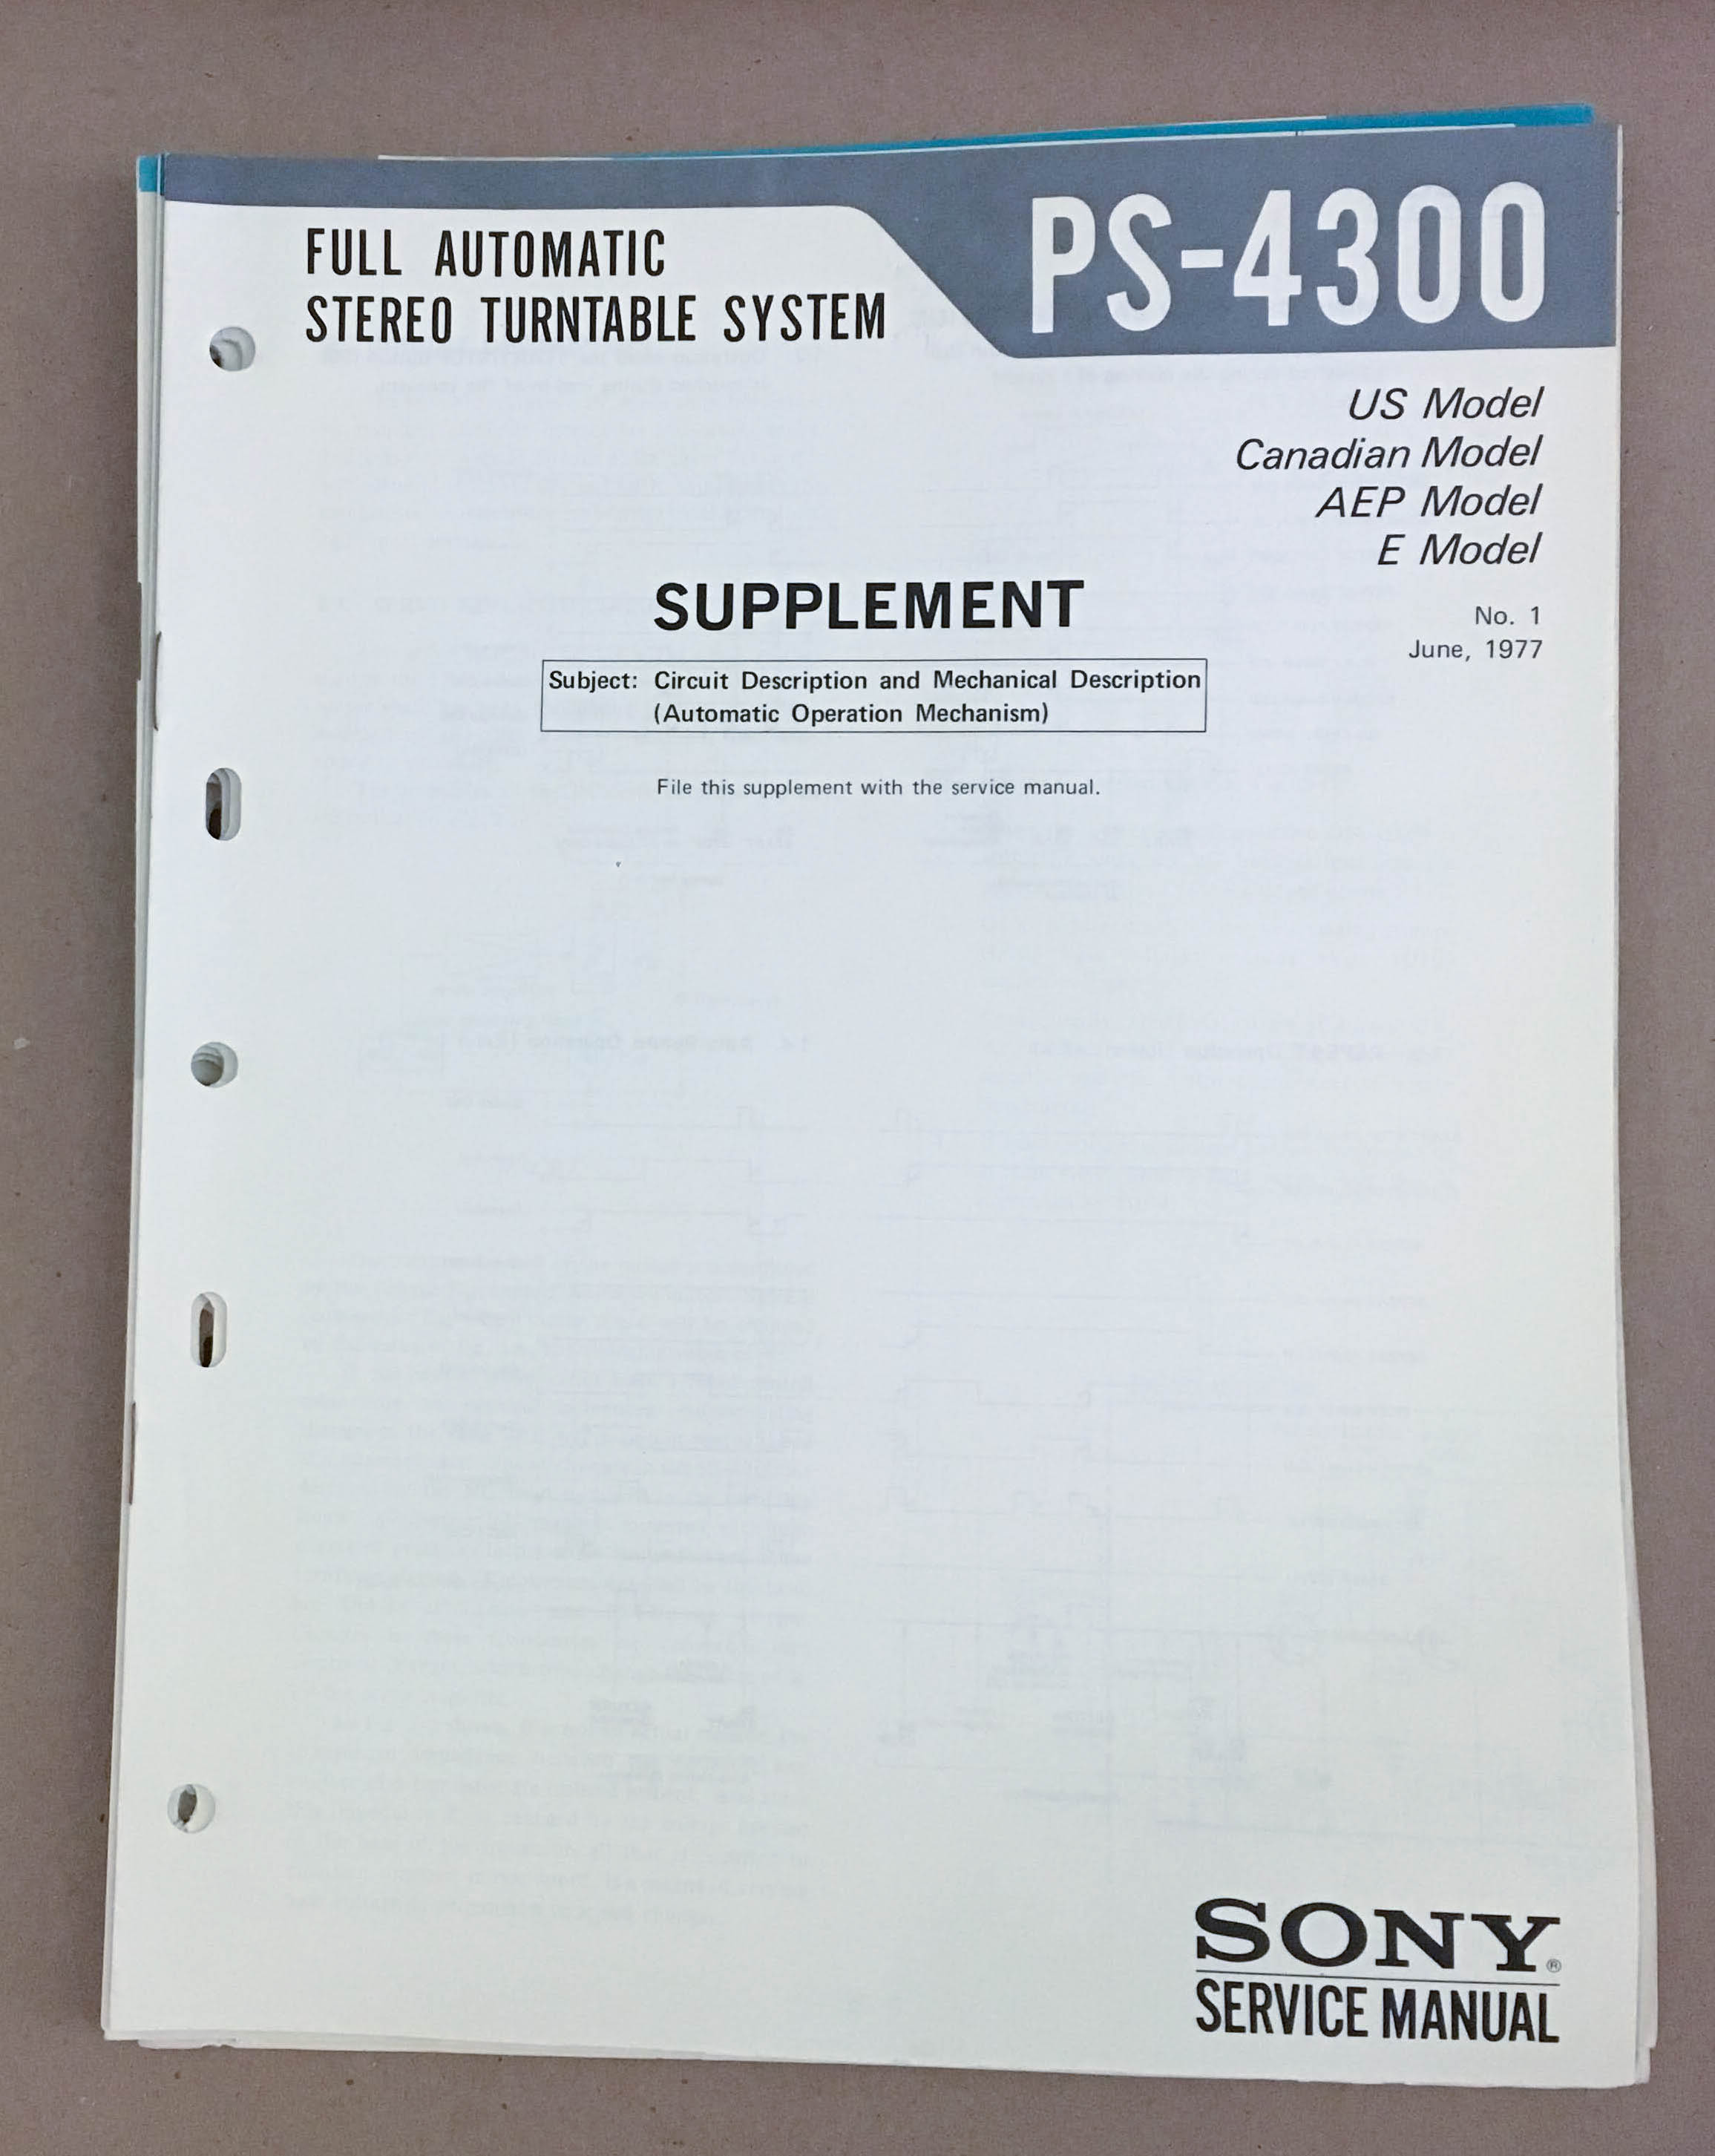 FULL AUTOMATIC
STEREO TURNTABLE SYSTEM
PS-4300
US Model
Canadian Model
AEP Model
E Model
No. 1
June, 1977
SUPPLEMENT
Subject: Circuit Description and Mechanical Description
(Automatic Operation Mechanism)
File this supplement with the service manual.
SONY®
SERVICE MANUAL